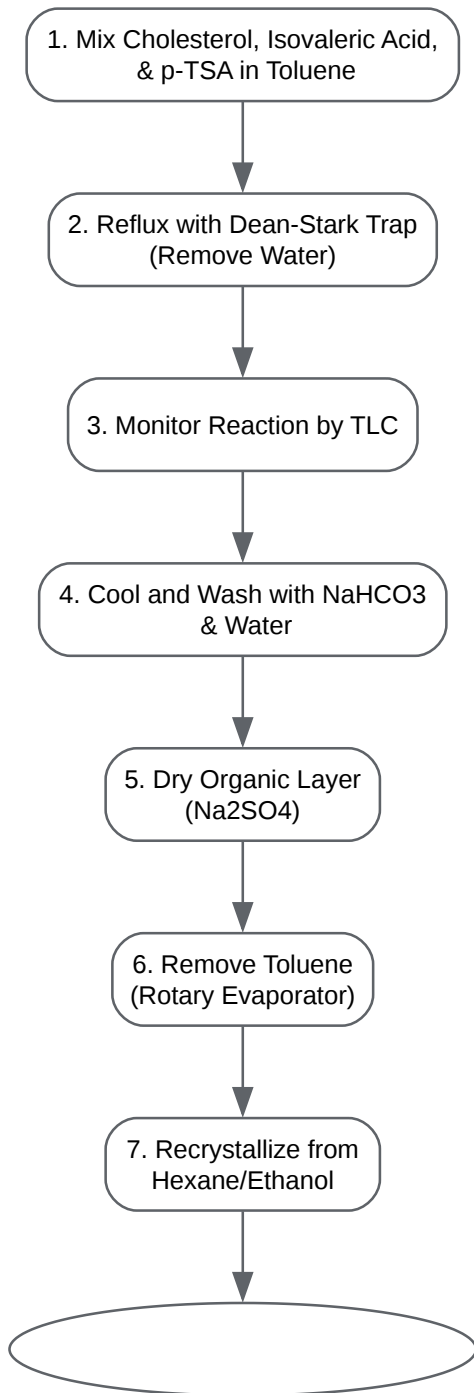 1. Mix Cholesterol, Isovaleric Acid,
& p-TSA in Toluene
2. Reflux with Dean-Stark Trap
(Remove Water)
3. Monitor Reaction by TLC
4. Cool and Wash with NaHCO3
& Water
5. Dry Organic Layer
(Na2SO4)
6. Remove Toluene
(Rotary Evaporator)
7. Recrystallize from
Hexane/Ethanol